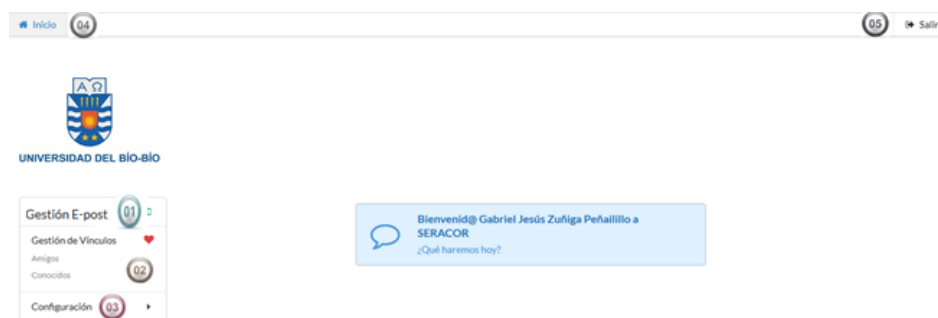 Inicio 04 05 Salir
ΑΩ
UNIVERSIDAD DEL BÍO-BÍO
Gestión E-post 01
Gestión de Vínculos
Amigos
Conocidos 02
Configuración 03
Bienvenid@ Gabriel Jesús Zuñiga Peñailillo a
SERACOR
¿Qué haremos hoy?